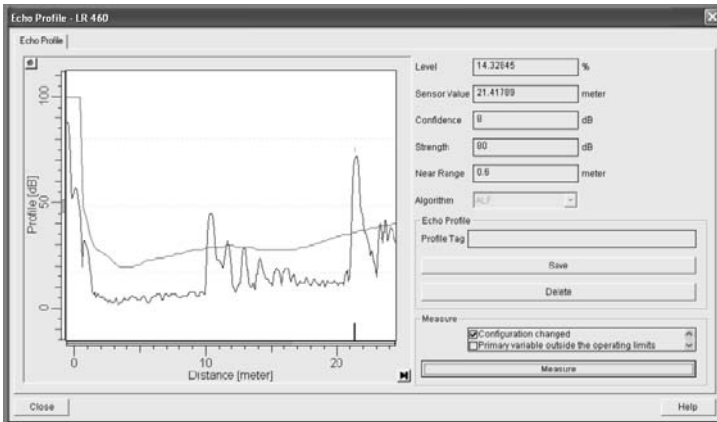 Echo Profile - LR 460
Echo Profile
100
50
0
Profile [dB]
0 10 20
Distance [meter]
Level 14.32845 %
Sensor Value 21.41789 meter
Confidence 8 dB
Strength 80 dB
Near Range 0.6 meter
Algorithm ALF
Echo Profile
Profile Tag
Save
Delete
Measure
Configuration changed
Primary variable outside the operating limits
Measure
Close Help